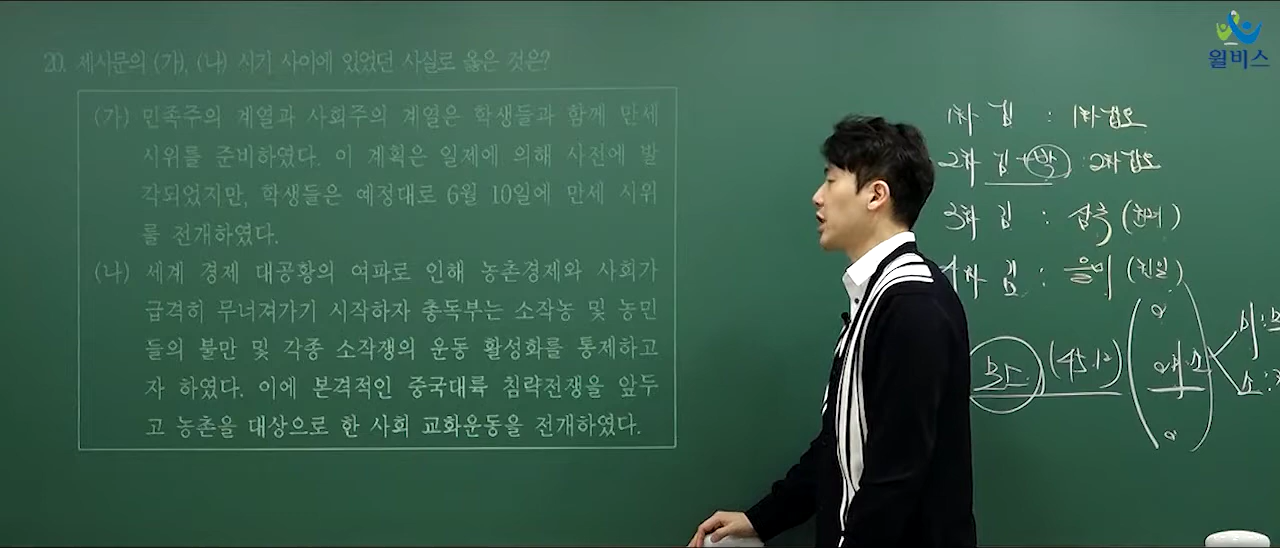 윌비스
20. 제시문의 (가), (나) 시기 사이에 있었던 사실로 옳은 것은?
(가) 민족주의 계열과 사회주의 계열은 학생들과 함께 만세
시위를 준비하였다. 이 계획은 일제에 의해 사전에 발
각되었지만, 학생들은 예정대로 6월 10일에 만세 시위
를 전개하였다.
(나) 세계 경제 대공황의 여파로 인해 농촌경제와 사회가
급격히 무너져가기 시작하자 총독부는 소작농 및 농민
들의 불만 및 각종 소작쟁의 운동 활성화를 통제하고
자 하였다. 이에 본격적인 중국대륙 침략전쟁을 앞두
고 농촌을 대상으로 한 사회 교화운동을 전개하였다.
1차 김 : 1차갑오
2차 김+박 : 2차갑오
3차 김 :
4차 김 : 을미 (친일)
(45.12)
미:
소: